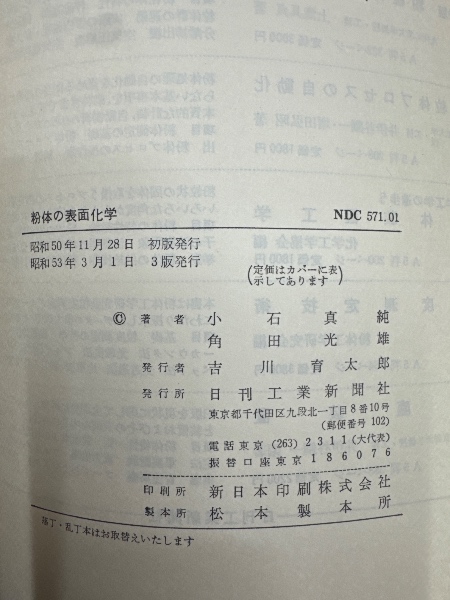 粉体の表面化学 NDC 571.01
昭和50年11月28日 初版発行
昭和53年3月1日 3版発行
(定価はカバーに表示してあります)
© 著者 小石真純
角田光雄
発行者 吉川育太郎
発行所 日刊工業新聞社
東京都千代田区九段北一丁目8番10号
(郵便番号 102)
電話東京 (263) 2311 (大代表)
振替口座東京 186076
印刷所 新日本印刷株式会社
製本所 松本製本所
落丁・乱丁本はお取替えいたします